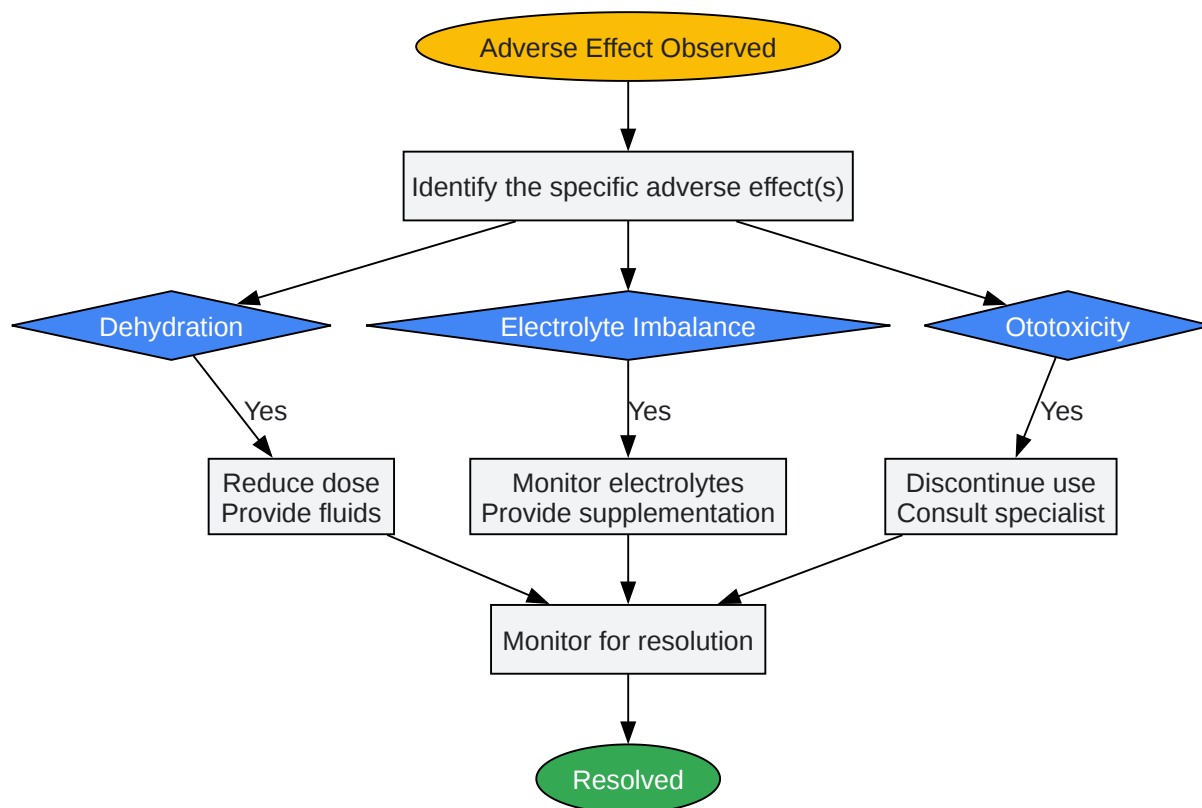 Adverse Effect Observed
Identify the specific adverse effect(s)
Dehydration
Electrolyte Imbalance
Ototoxicity
Yes
Yes
Yes
Reduce dose
Provide fluids
Monitor electrolytes
Provide supplementation
Discontinue use
Consult specialist
Monitor for resolution
Resolved